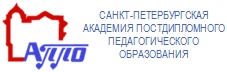 САНКТ-ПЕТЕРБУРГСКАЯ
АКАДЕМИЯ ПОСТДИПЛОМНОГО
ПЕДАГОГИЧЕСКОГО
ОБРАЗОВАНИЯ
АППО